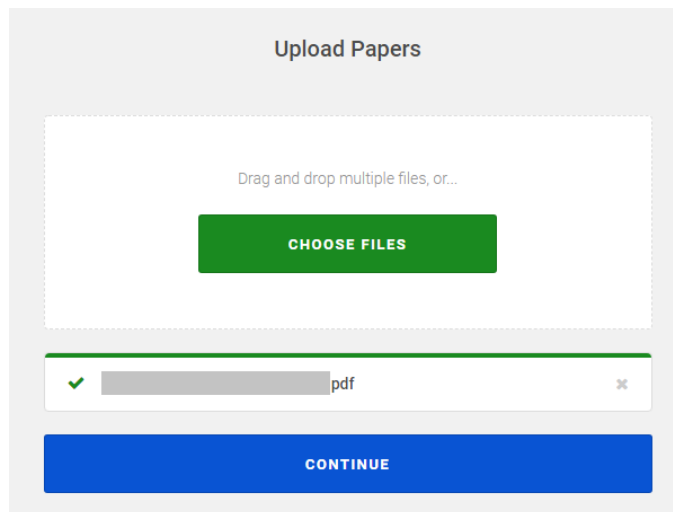 Upload Papers
Drag and drop multiple files, or...
CHOOSE FILES
pdf
CONTINUE